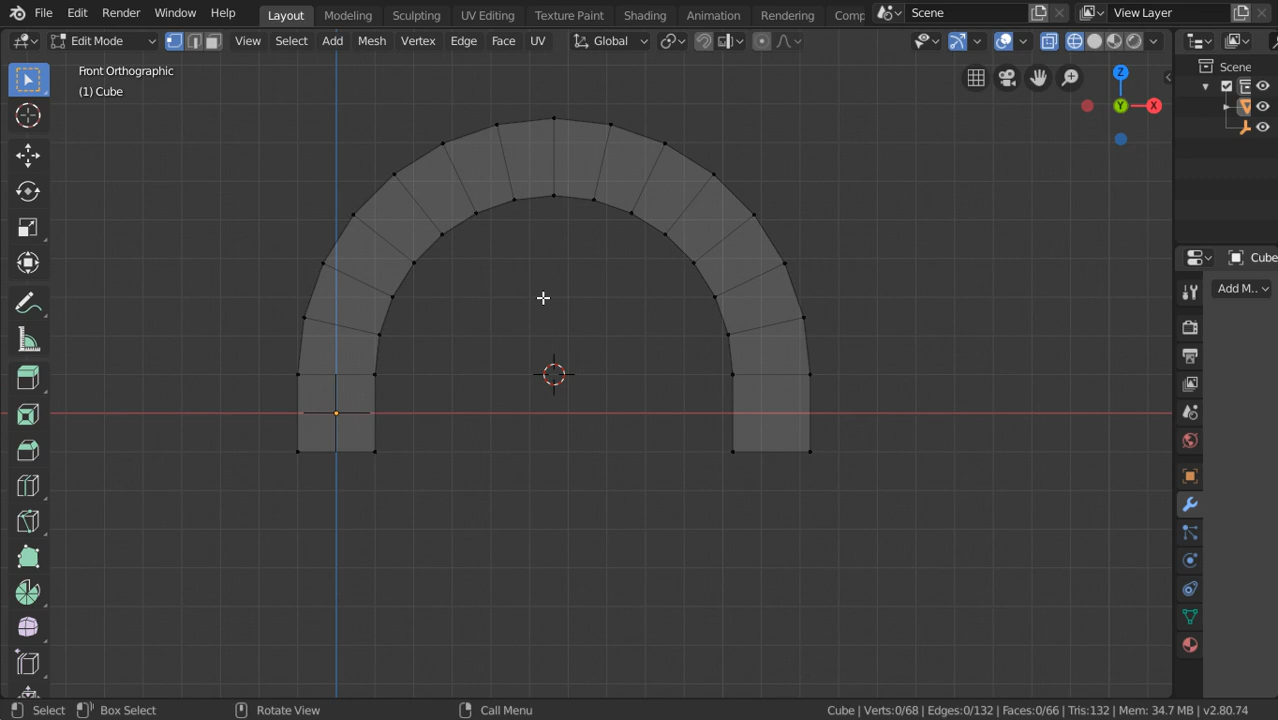 File Edit Render Window Help Layout Modeling Sculpting UV Editing Texture Paint Shading Animation Rendering Comp Scene View Layer
Edit Mode View Select Add Mesh Vertex Edge Face UV Global
Front Orthographic
(1) Cube
Z
Y
X
Scene
Cube
Add M..
Select Box Select Rotate View Call Menu Cube | Verts:0/68 | Edges:0/132 | Faces:0/66 | Tris:132 | Mem: 34.7 MB | v2.80.74